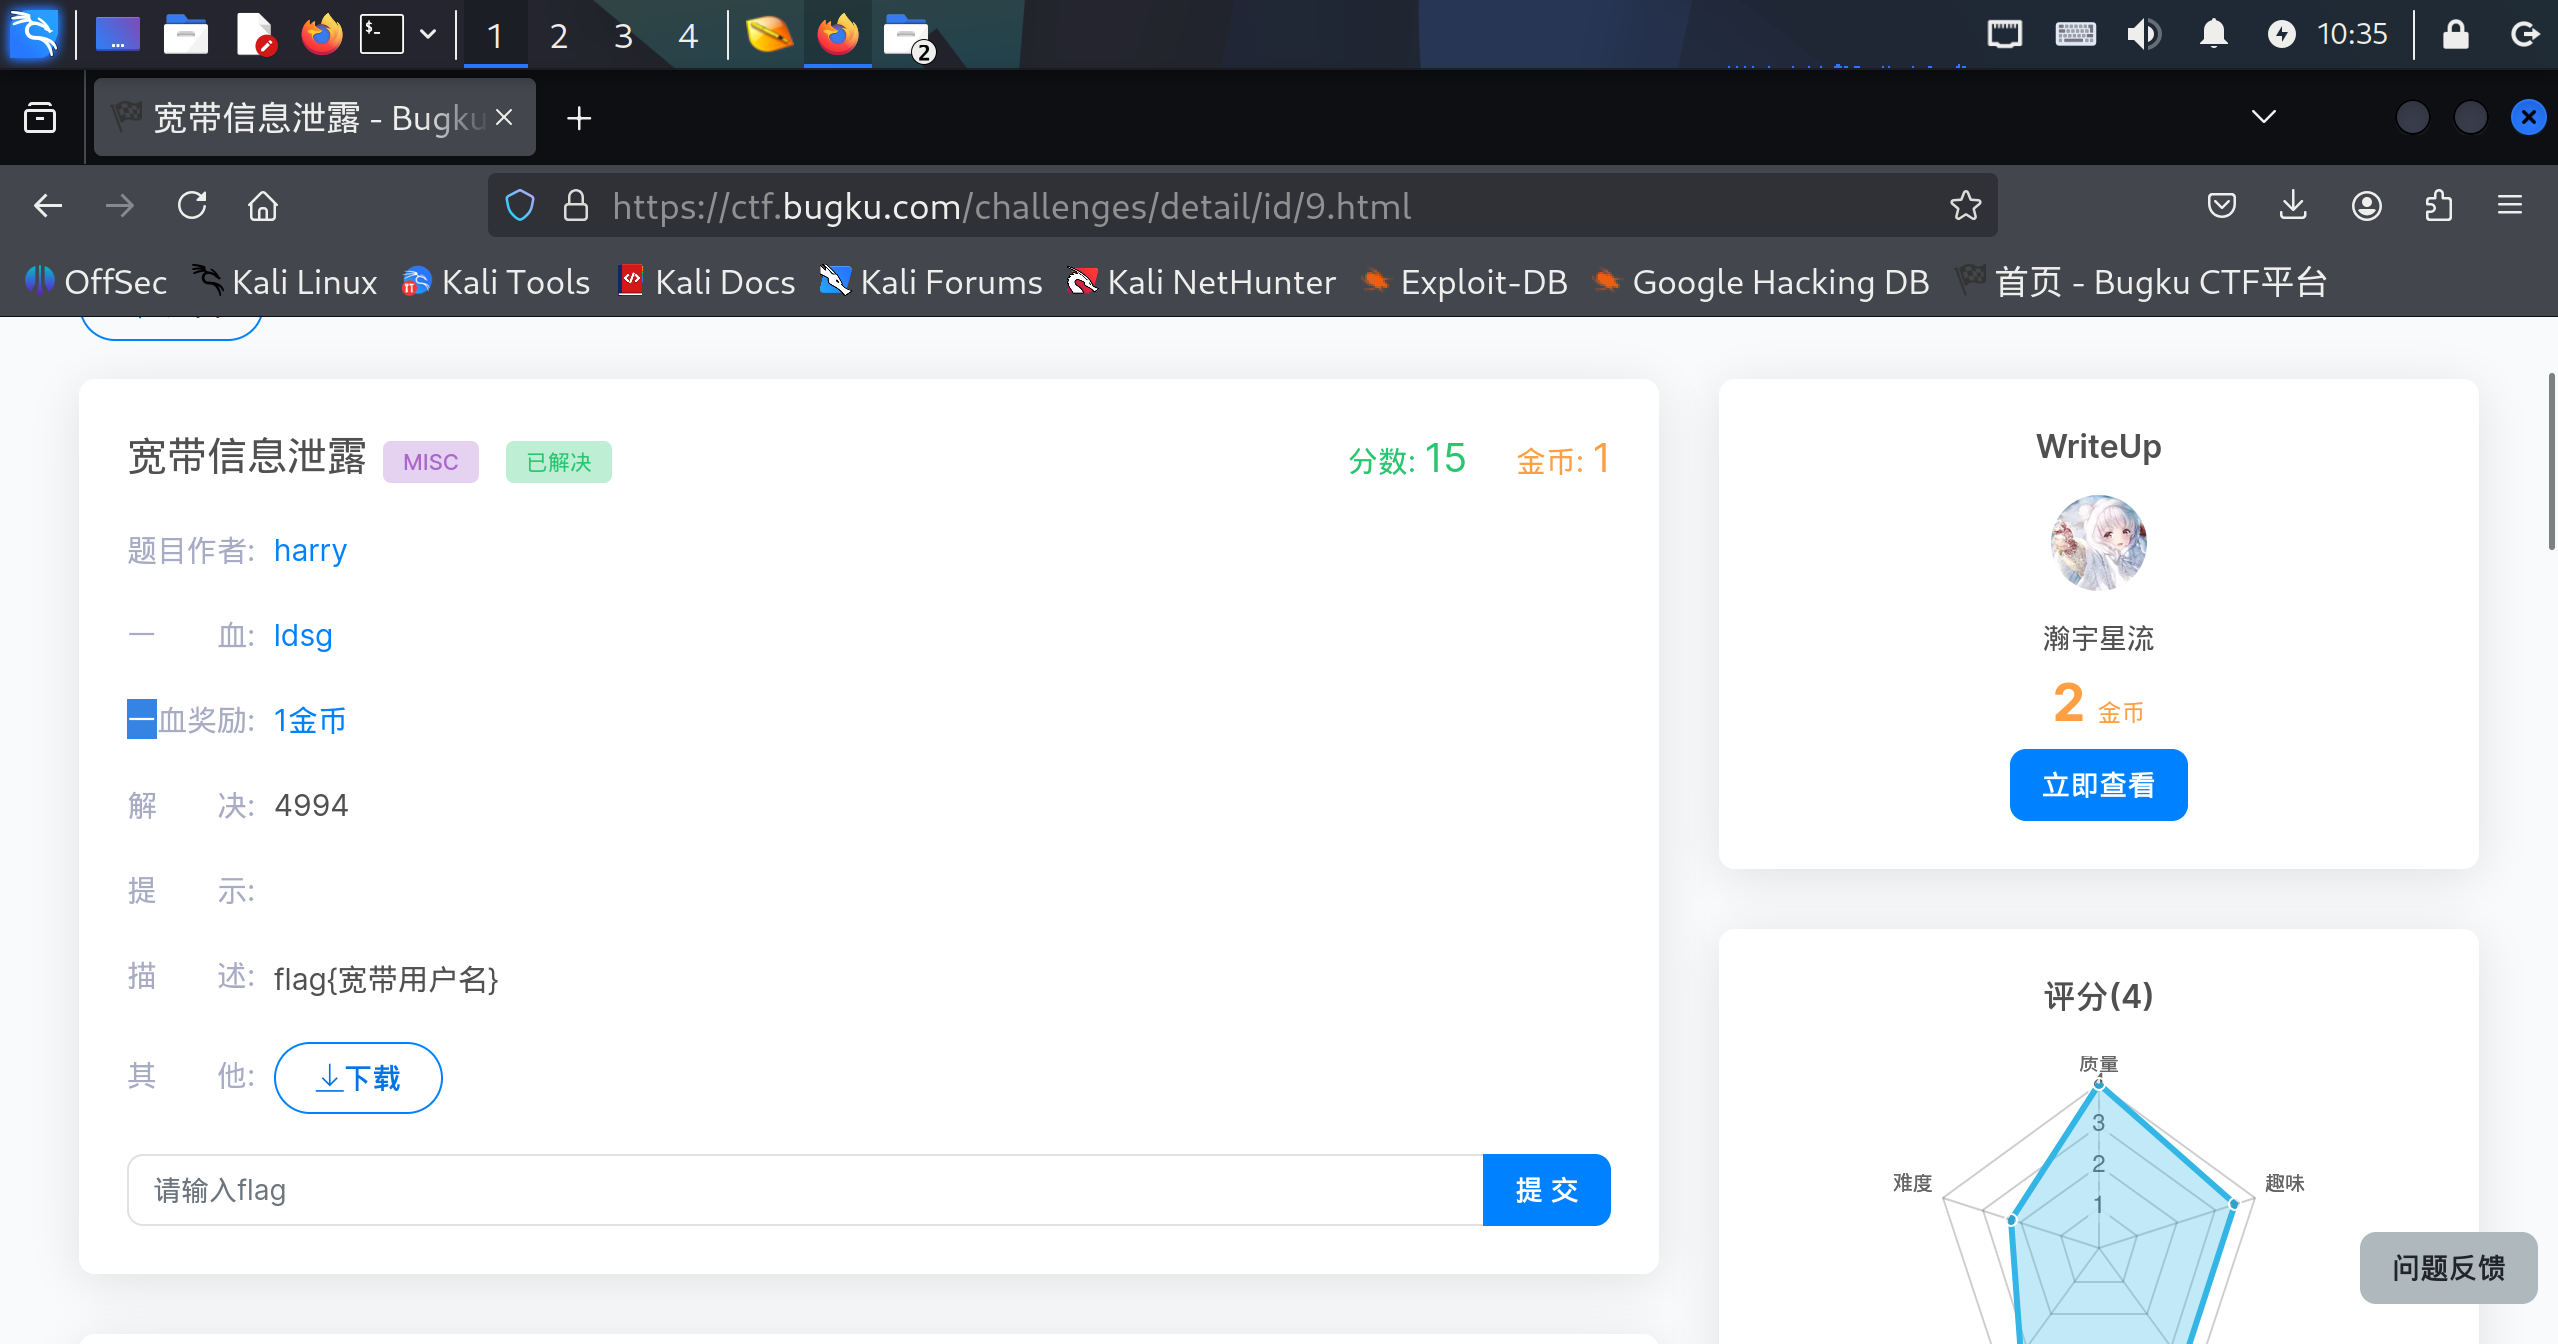 1 2 3 4 2 10:35
宽带信息泄露 - Bugku
https://ctf.bugku.com/challenges/detail/id/9.html
OffSec Kali Linux Kali Tools Kali Docs Kali Forums Kali NetHunter Exploit-DB Google Hacking DB 首页 - Bugku CTF平台
宽带信息泄露 MISC 已解决 分数: 15 金币: 1
题目作者: harry
一 血: ldsg
一血奖励: 1金币
解 决: 4994
提 示:
描 述: flag{宽带用户名}
其 他: 下载
请输入flag 提 交
WriteUp
瀚宇星流
2 金币
立即查看
评分(4)
质量
3
2
1
难度
趣味
问题反馈